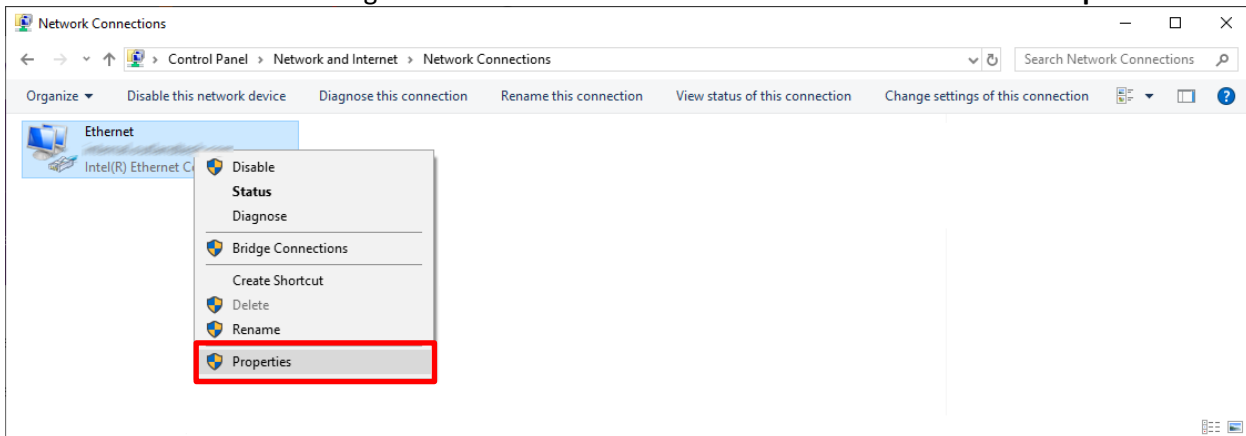 Network Connections
Control Panel > Network and Internet > Network Connections
Search Network Connections
Organize Disable this network device Diagnose this connection Rename this connection View status of this connection Change settings of this connection
Ethernet
Intel(R) Ethernet
Disable
Status
Diagnose
Bridge Connections
Create Shortcut
Delete
Rename
Properties